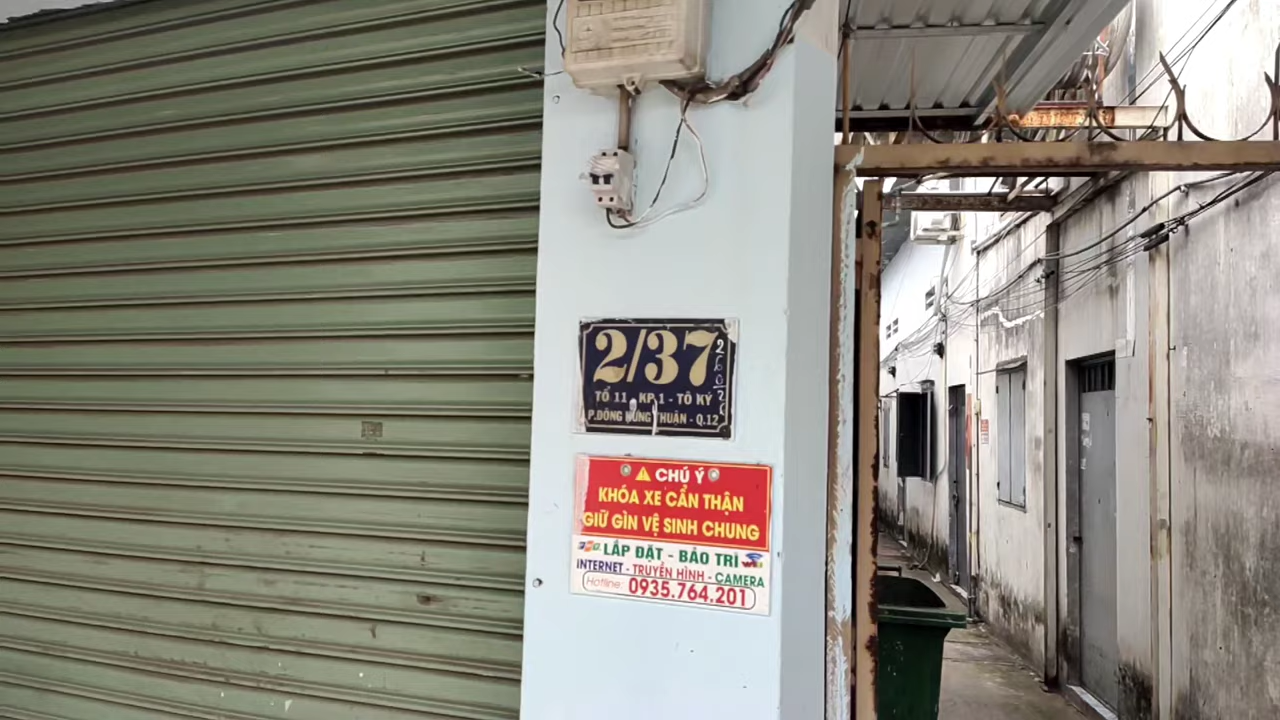 2/37
TỔ 11 - KP 1 - TÔ KÝ
P.ĐÔNG HƯNG THUẬN - Q.12
CHÚ Ý
KHÓA XE CẨN THẬN
GIỮ GÌN VỆ SINH CHUNG
LẮP ĐẶT - BẢO TRÌ
INTERNET - TRUYỀN HÌNH - CAMERA
Hotline: 0935.764.201